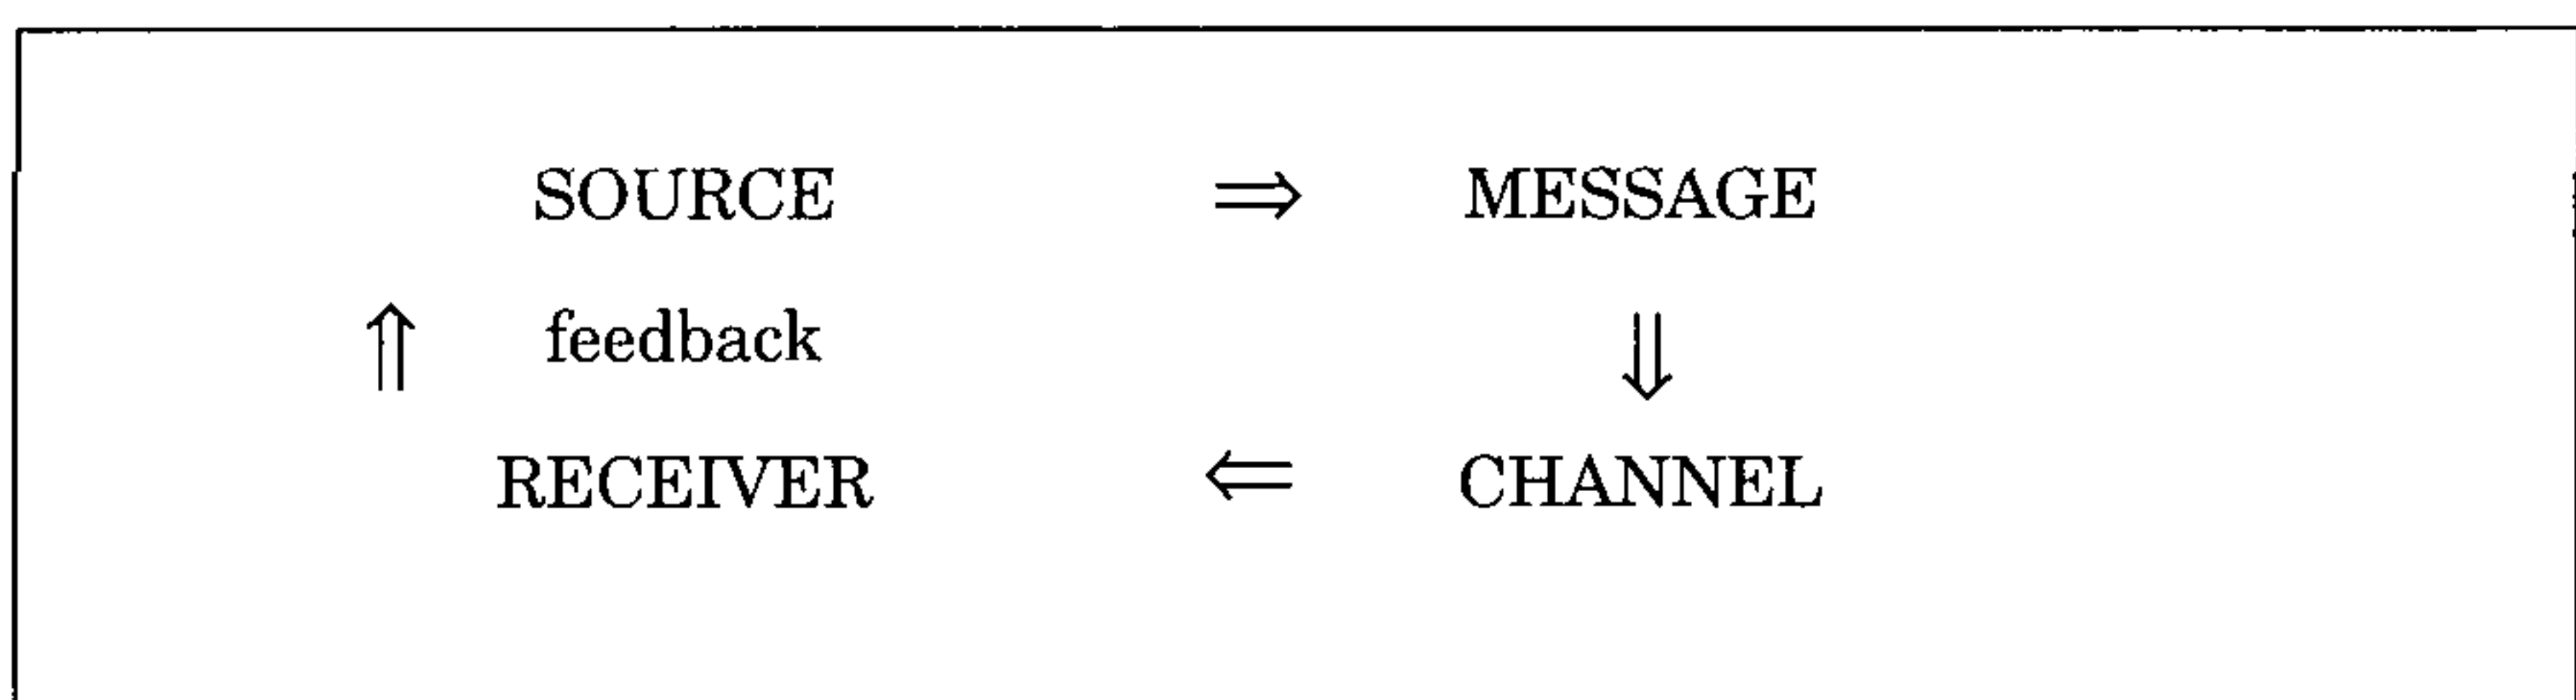 SOURCE ⇒ MESSAGE
⇑ feedback ⇓
RECEIVER ⇐ CHANNEL